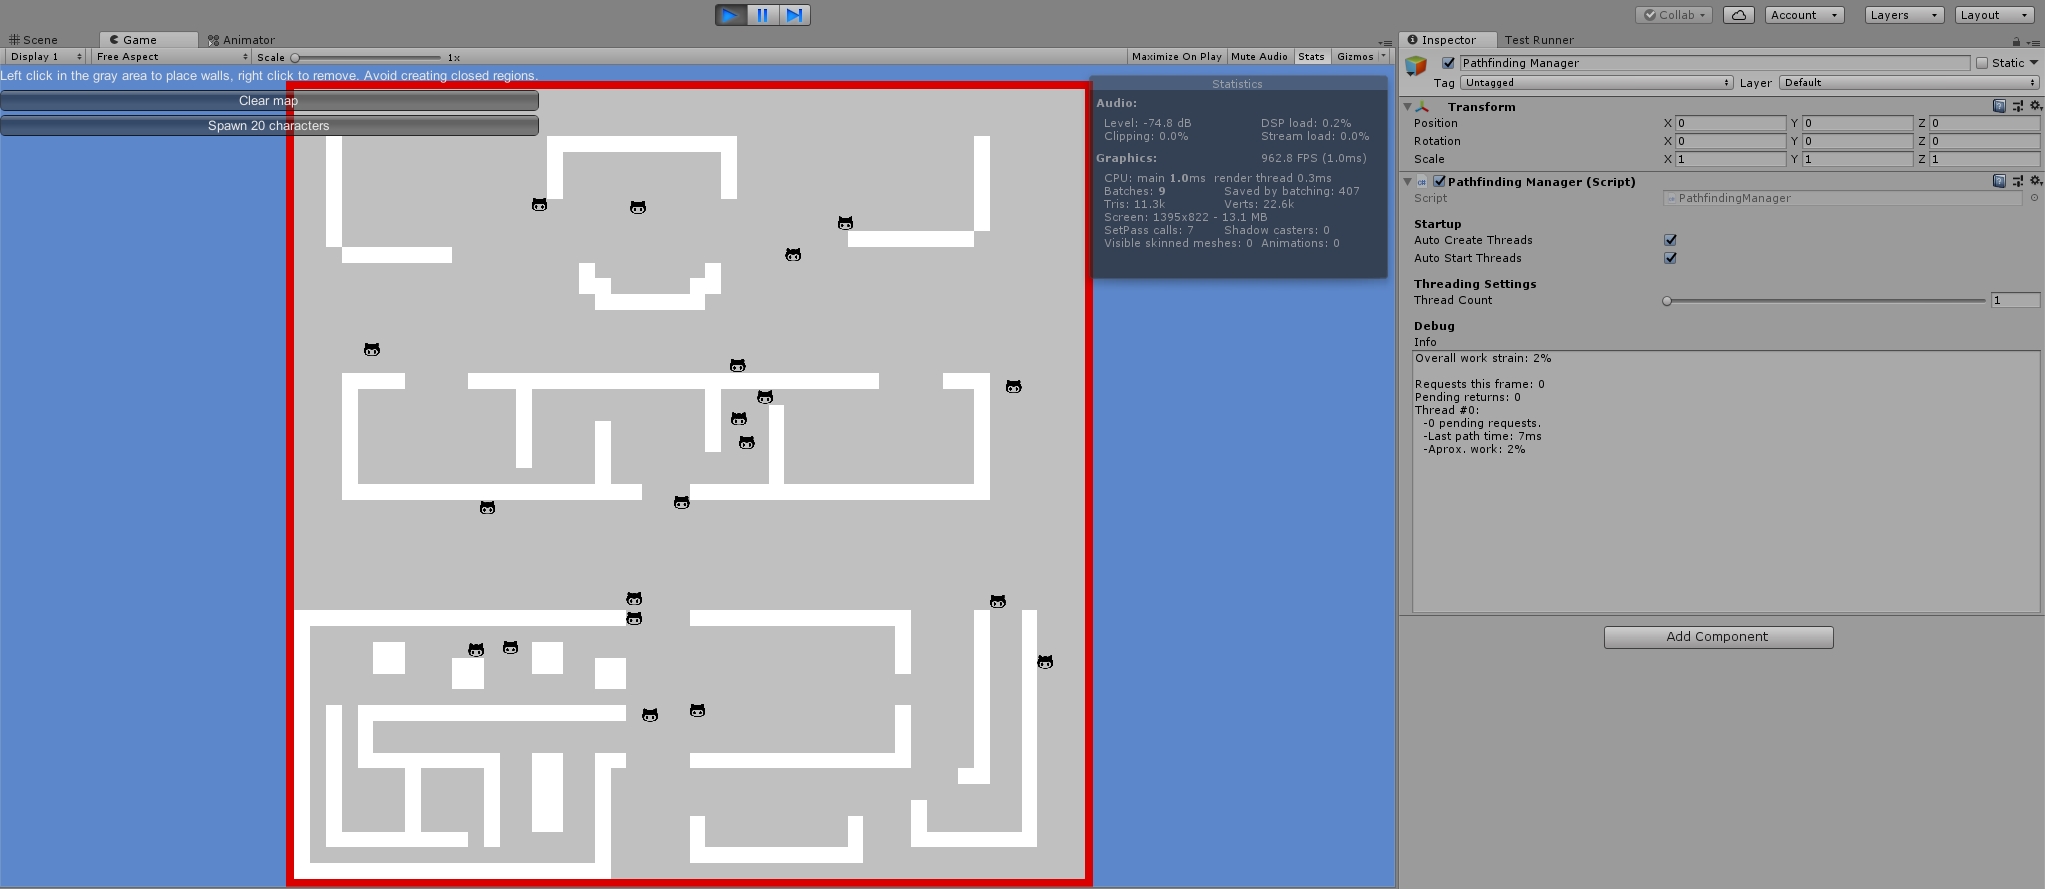 Collab
Account
Layers
Layout
Scene
Game
Animator
Inspector
Test Runner
Display 1
Free Aspect
Scale
1x
Maximize On Play
Mute Audio
Stats
Gizmos
Left click in the gray area to place walls, right click to remove. Avoid creating closed regions.
Clear map
Spawn 20 characters
Statistics
Audio:
Level: -74.8 dB DSP load: 0.2%
Clipping: 0.0% Stream load: 0.0%
Graphics: 962.8 FPS (1.0ms)
CPU: main 1.0ms render thread 0.3ms
Batches: 9 Saved by batching: 407
Tris: 11.3k Verts: 22.6k
Screen: 1395x822 - 13.1 MB
SetPass calls: 7 Shadow casters: 0
Visible skinned meshes: 0 Animations: 0
Pathfinding Manager
Static
Tag Untagged Layer Default
Transform
Position X 0 Y 0 Z 0
Rotation X 0 Y 0 Z 0
Scale X 1 Y 1 Z 1
Pathfinding Manager (Script)
Script PathfindingManager
Startup
Auto Create Threads
Auto Start Threads
Threading Settings
Thread Count 1
Debug
Info
Overall work strain: 2%
Requests this frame: 0
Pending returns: 0
Thread #0:
-0 pending requests.
-Last path time: 7ms
-Aprox. work: 2%
Add Component